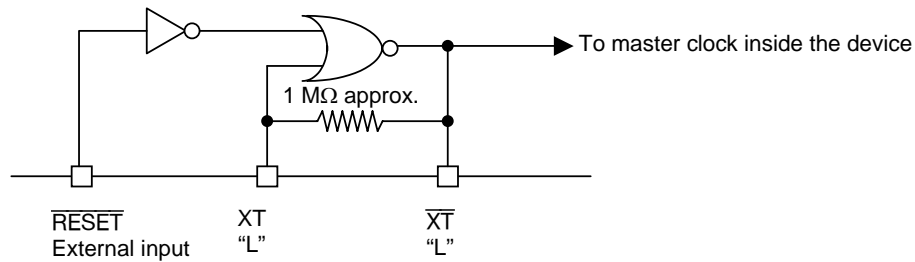 To master clock inside the device
1 MΩ approx.
RESET
External input
XT
“L”
XT
“L”